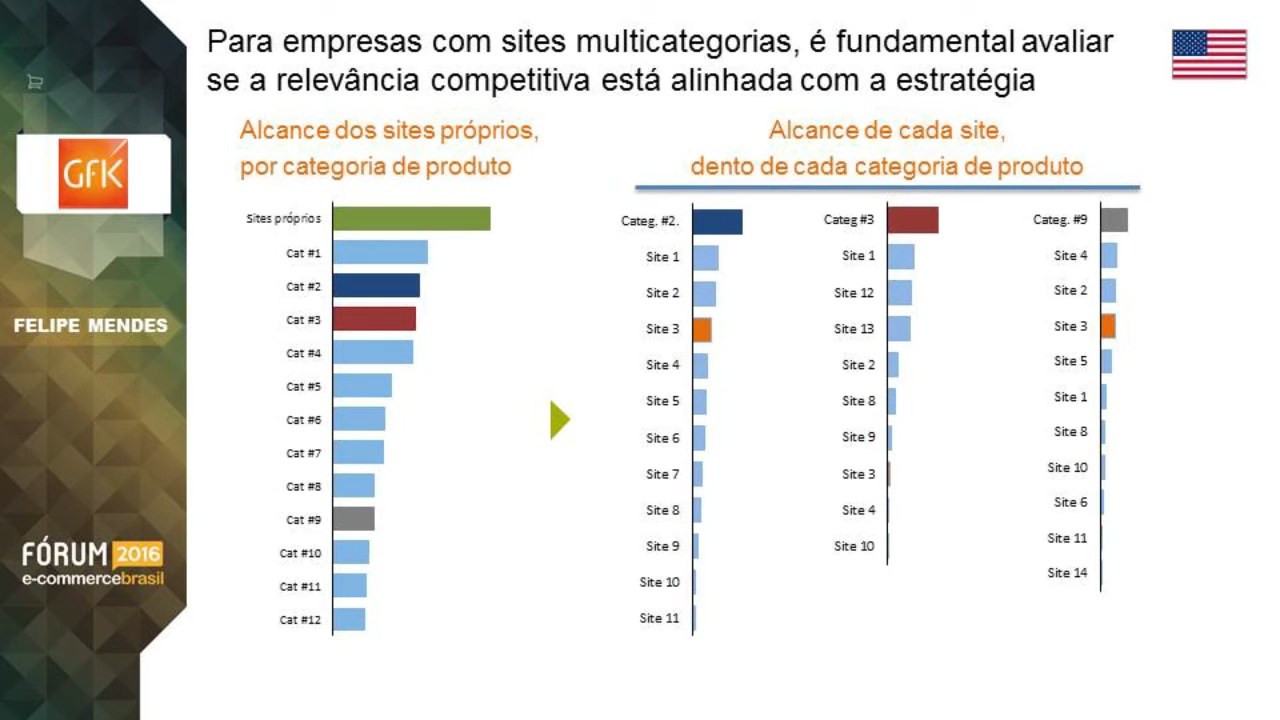 Para empresas com sites multicategorias, é fundamental avaliar
se a relevância competitiva está alinhada com a estratégia
Alcance dos sites próprios,
por categoria de produto
Alcance de cada site,
dento de cada categoria de produto
GfK
FELIPE MENDES
FÓRUM 2016
e-commercebrasil
Sites próprios
Cat #1
Cat #2
Cat #3
Cat #4
Cat #5
Cat #6
Cat #7
Cat #8
Cat #9
Cat #10
Cat #11
Cat #12
Categ. #2.
Site 1
Site 2
Site 3
Site 4
Site 5
Site 6
Site 7
Site 8
Site 9
Site 10
Site 11
Categ #3
Site 1
Site 12
Site 13
Site 2
Site 8
Site 9
Site 3
Site 4
Site 10
Categ. #9
Site 4
Site 2
Site 3
Site 5
Site 1
Site 8
Site 10
Site 6
Site 11
Site 14